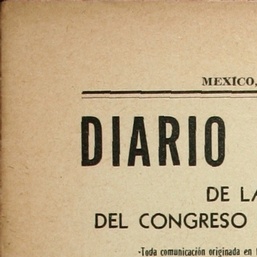 MEXICO,
DIARIO
DE LA
DEL CONGRESO
-Toda comunicación originada en